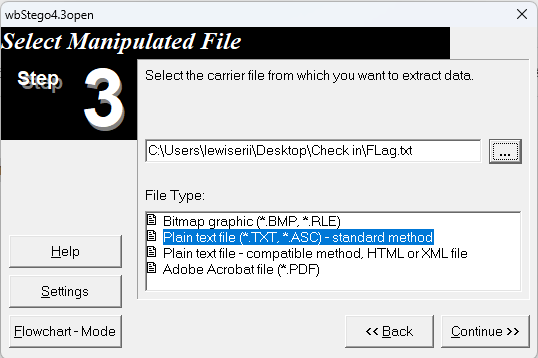 wbStego4.3open
Select Manipulated File
Step 3
Select the carrier file from which you want to extract data.
C:\Users\lewiserii\Desktop\Check in\FLag.txt
...
File Type:
Bitmap graphic (*.BMP, *.RLE)
Plain text file (*.TXT, *.ASC) - standard method
Plain text file - compatible method, HTML or XML file
Adobe Acrobat file (*.PDF)
Help
Settings
Flowchart - Mode
<< Back
Continue >>